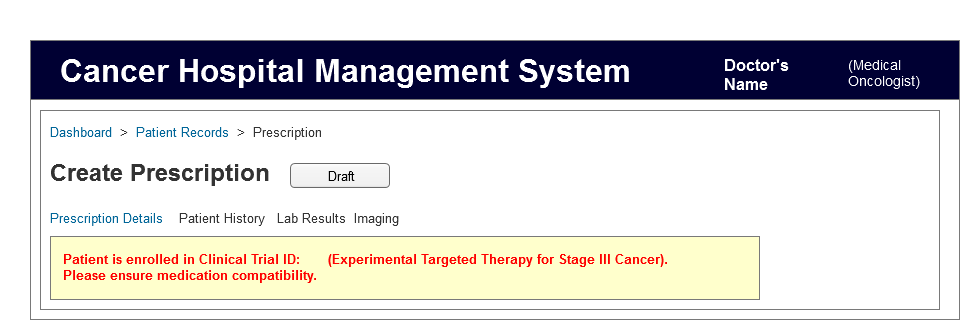 Cancer Hospital Management System
Doctor's
Name
(Medical
Oncologist)
Dashboard > Patient Records > Prescription
Create Prescription
Draft
Prescription Details Patient History Lab Results Imaging
Patient is enrolled in Clinical Trial ID: (Experimental Targeted Therapy for Stage III Cancer).
Please ensure medication compatibility.